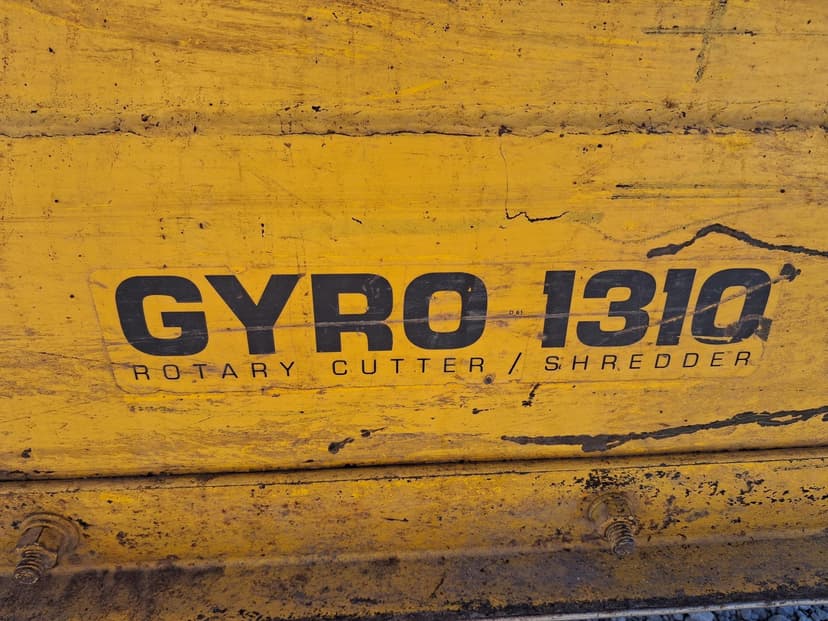 GYRO 1310
ROTARY CUTTER / SHREDDER